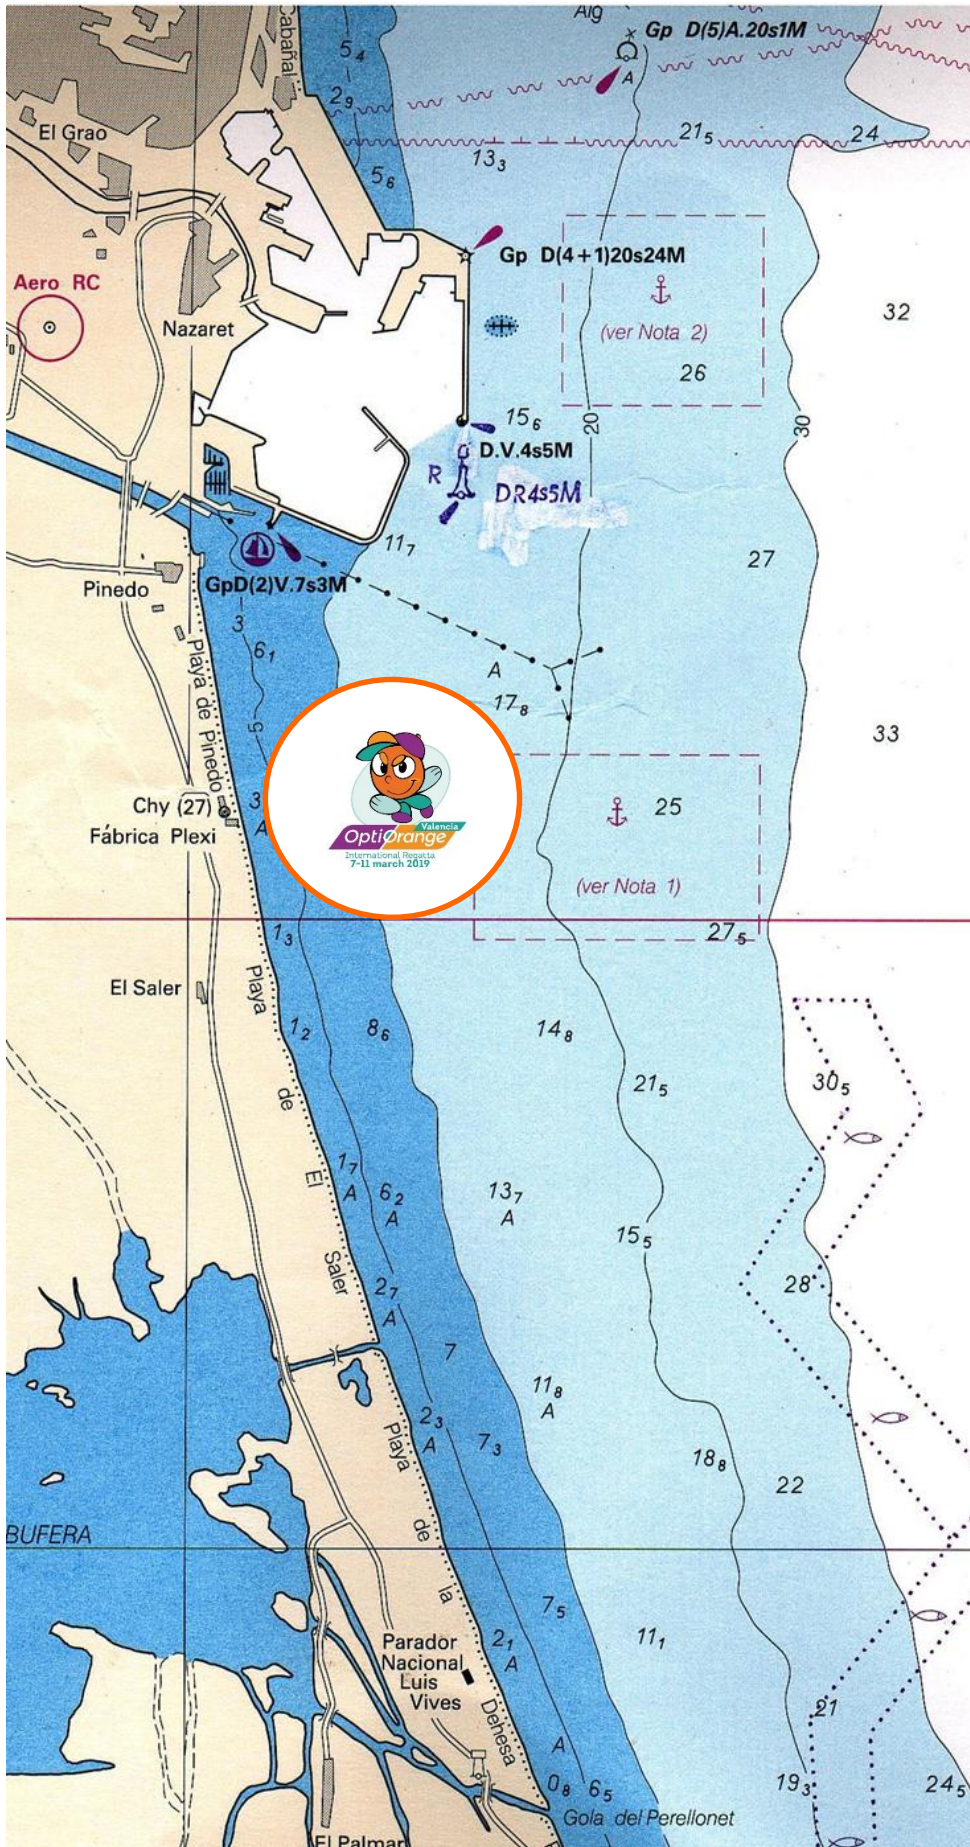 Alg
Gp D(5)A.20s1M
A
Cabañal
5₄
2₉
21₅
24
El Grao
13₃
5₆
Gp D(4+1)20s24M
Aero RC
32
Nazaret
(ver Nota 2)
26
15₆
20
30
D.V.4s5M
R
DR4s5M
11₇
27
Pinedo
GpD(2)V.7s3M
3
6₁
A
17₈
Playa de Pinedo
5
33
Chy (27)
3
A
25
Fábrica Plexi
Valencia
OptiOrange
International Regatta
7-11 march 2019
(ver Nota 1)
1₃
27₅
El Saler
Playa
de
El
Saler
1₂
8₆
14₈
21₅
30₅
1₇
A
6₂
A
13₇
A
15₅
2₇
A
28
7
11₈
A
2₃
A
7₃
18₈
22
Playa
de
la
Dehesa
BUFERA
7₅
2₁
A
11₁
Parador
Nacional
Luis
Vives
21
A
0₈
6₅
19₃
24₅
Gola del Perellonet
El Palmar